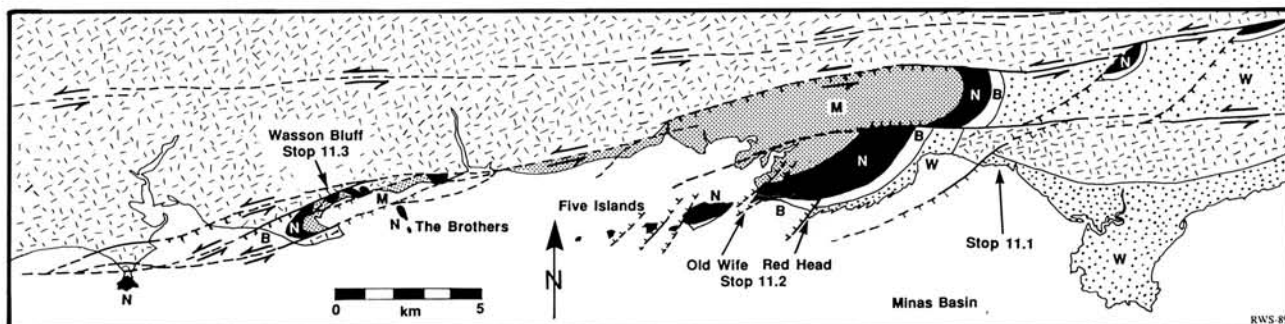 N
N
B
W
M
N
B
W
Wasson Bluff
Stop 11.3
N
M
N
B
The Brothers
N
Five Islands
N
B
W
Stop 11.1
W
Old Wife
Stop 11.2
Red Head
N
0 5
km
N
Minas Basin
RWS-89